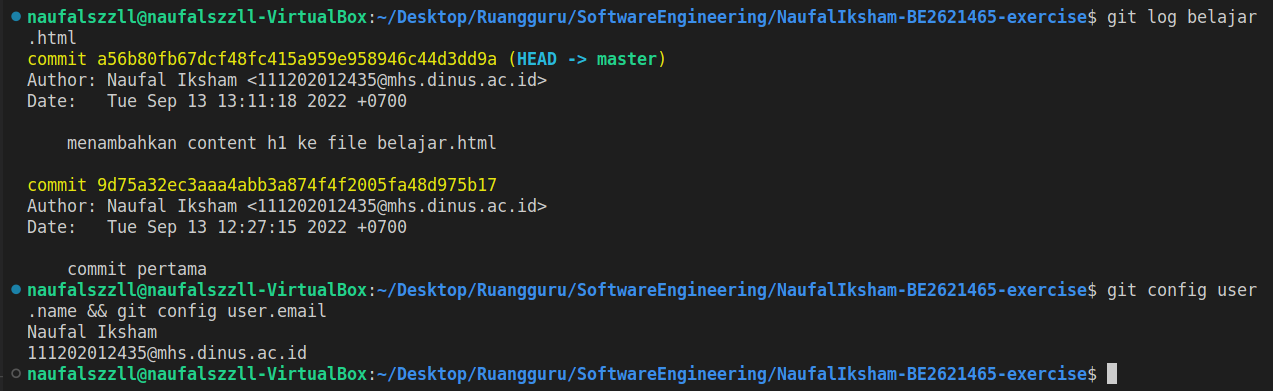 naufalszzll@naufalszzll-VirtualBox:~/Desktop/Ruangguru/SoftwareEngineering/NaufalIksham-BE2621465-exercise$ git log belajar
.html
commit a56b80fb67dcf48fc415a959e958946c44d3dd9a (HEAD -> master)
Author: Naufal Iksham <111202012435@mhs.dinus.ac.id>
Date:   Tue Sep 13 13:11:18 2022 +0700
    menambahkan content h1 ke file belajar.html
commit 9d75a32ec3aaa4abb3a874f4f2005fa48d975b17
Author: Naufal Iksham <111202012435@mhs.dinus.ac.id>
Date:   Tue Sep 13 12:27:15 2022 +0700
    commit pertama
naufalszzll@naufalszzll-VirtualBox:~/Desktop/Ruangguru/SoftwareEngineering/NaufalIksham-BE2621465-exercise$ git config user
.name && git config user.email
Naufal Iksham
111202012435@mhs.dinus.ac.id
naufalszzll@naufalszzll-VirtualBox:~/Desktop/Ruangguru/SoftwareEngineering/NaufalIksham-BE2621465-exercise$